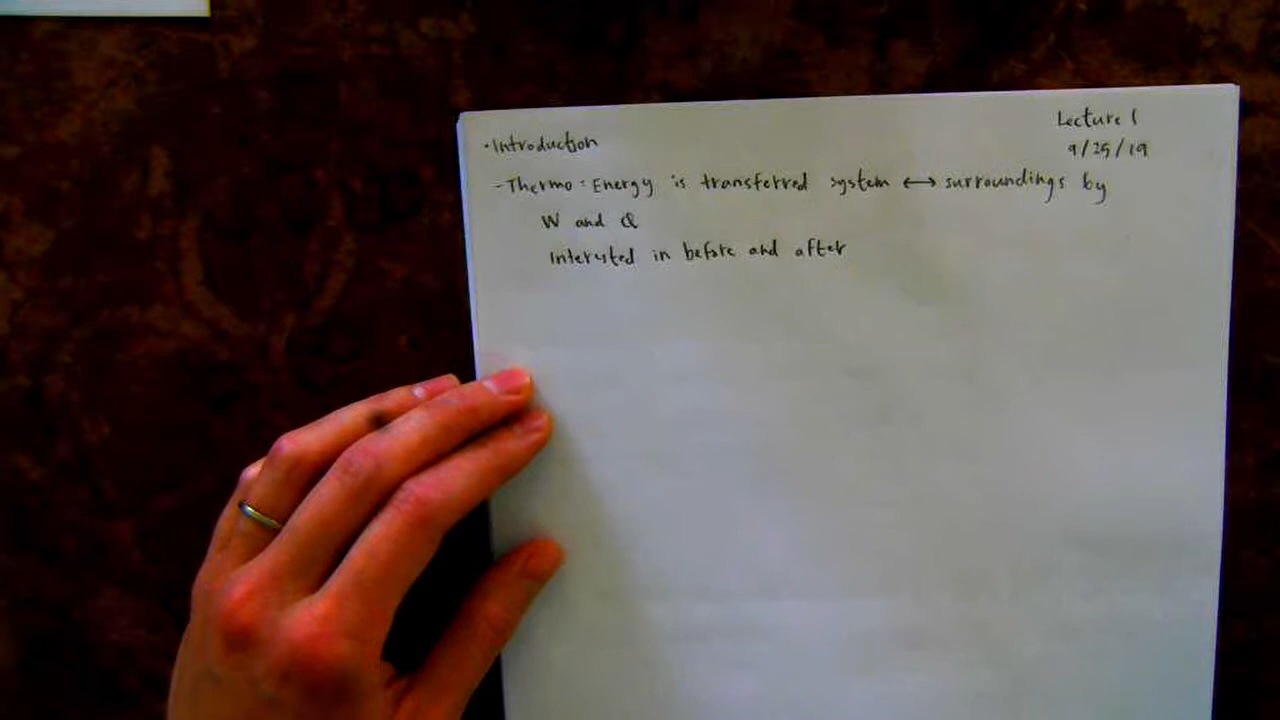 Lecture 1
9/25/19
·Introduction
-Thermo: Energy is transferred system ↔ surroundings by
W and Q
Interested in before and after